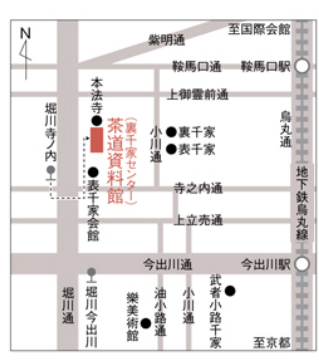 N
至国際会館
紫明通
鞍馬口通
鞍馬口駅
上御霊前通
烏丸通
本法寺
堀川寺ノ内
茶道資料館
(裏千家センター)
小川通
裏千家
表千家
表千家会館
寺之内通
地下鉄烏丸線
上立売通
今出川通
今出川駅
堀川通
堀川今出川
樂美術館
油小路通
小川通
武者小路千家
至京都